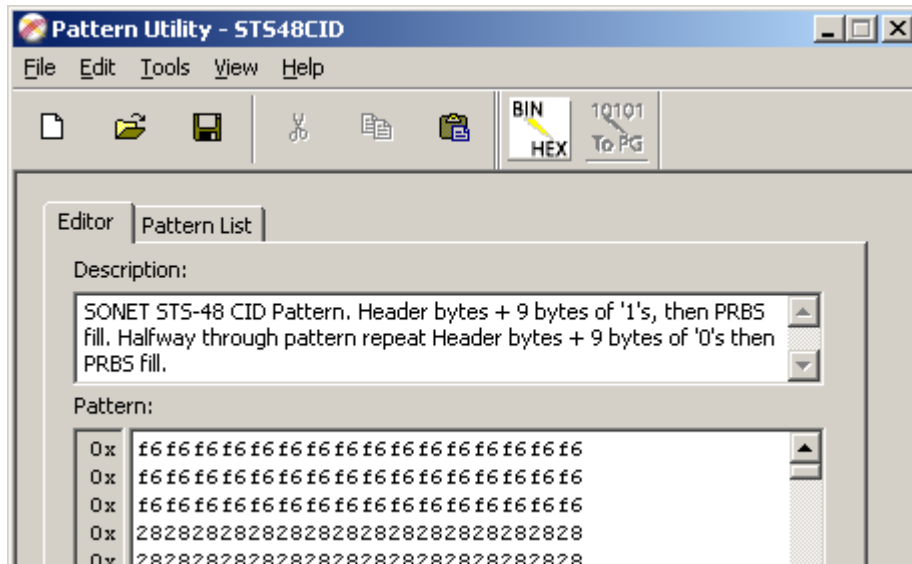 Pattern Utility - STS48CID
File Edit Tools View Help
BIN
HEX
10101
To PG
Editor
Pattern List
Description:
SONET STS-48 CID Pattern. Header bytes + 9 bytes of '1's, then PRBS
fill. Halfway through pattern repeat Header bytes + 9 bytes of '0's then
PRBS fill.
Pattern:
0x f6f6f6f6f6f6f6f6f6f6f6f6f6f6f6f6
0x f6f6f6f6f6f6f6f6f6f6f6f6f6f6f6f6
0x f6f6f6f6f6f6f6f6f6f6f6f6f6f6f6f6
0x 28282828282828282828282828282828
0x 28282828282828282828282828282828